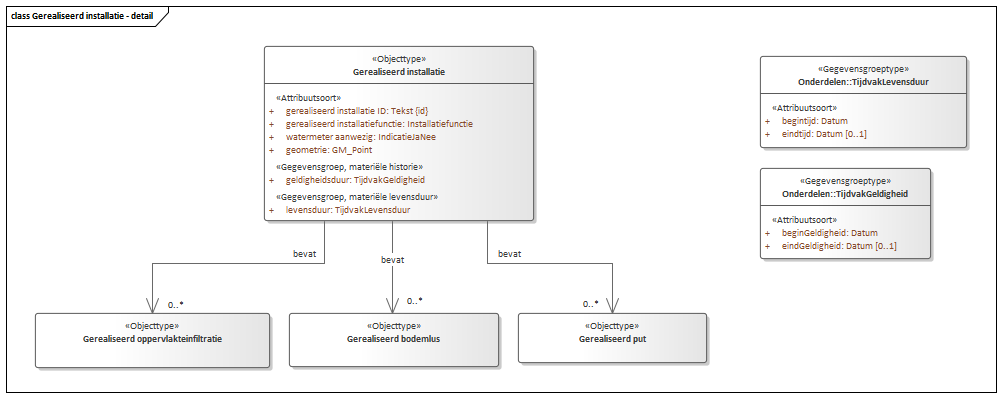 class Gerealiseerd installatie - detail
«Objecttype»
Gerealiseerd installatie
«Attribuutsoort»
+ gerealiseerd installatie ID: Tekst {id}
+ gerealiseerd installatiefunctie: Installatiefunctie
+ watermeter aanwezig: IndicatieJaNee
+ geometrie: GM_Point
«Gegevensgroep, materiële historie»
+ geldigheidsduur: TijdvakGeldigheid
«Gegevensgroep, materiële levensduur»
+ levensduur: TijdvakLevensduur
«Gegevensgroeptype»
Onderdelen::TijdvakLevensduur
«Attribuutsoort»
+ begintijd: Datum
+ eindtijd: Datum [0..1]
«Gegevensgroeptype»
Onderdelen::TijdvakGeldigheid
«Attribuutsoort»
+ beginGeldigheid: Datum
+ eindGeldigheid: Datum [0..1]
bevat
bevat
bevat
0..*
0..*
0..*
«Objecttype»
Gerealiseerd oppervlakteinfiltratie
«Objecttype»
Gerealiseerd bodemlus
«Objecttype»
Gerealiseerd put